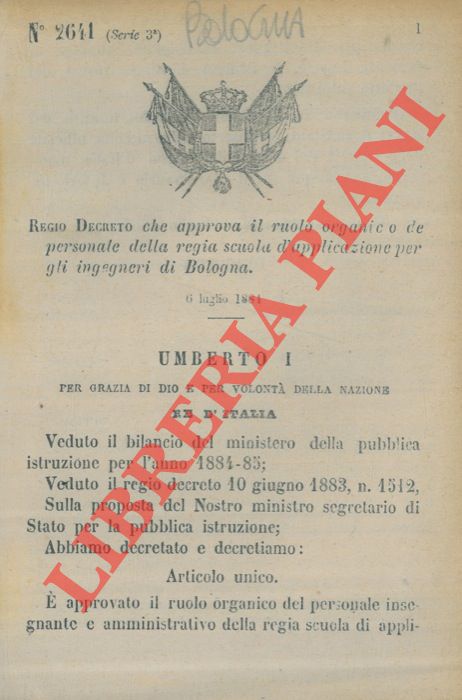 N° 2641 (Serie 3ª)
Bologna
1
REGIO DECRETO che approva il ruolo organico de
personale della regia scuola d'applicazione per
gli ingegneri di Bologna.
6 luglio 1884
UMBERTO I
PER GRAZIA DI DIO E PER VOLONTÀ DELLA NAZIONE
RE D'ITALIA
Veduto il bilancio del ministero della pubblica
istruzione per l'anno 1884-85;
Veduto il regio decreto 10 giugno 1883, n. 1512,
Sulla proposta del Nostro ministro segretario di
Stato per la pubblica istruzione;
Abbiamo decretato e decretiamo:
Articolo unico.
È approvato il ruolo organico del personale inse-
gnante e amministrativo della regia scuola di appli-
LIBRERIA PIANI